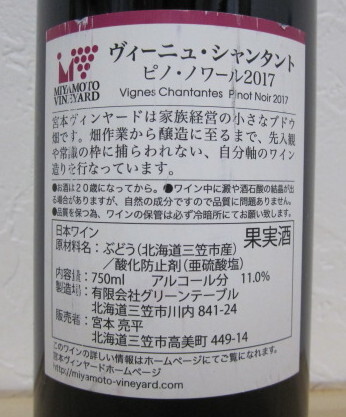 MIYAMOTO
VINEYARD
ヴィーニュ・シャンタント
ピノ・ノワール2017
Vignes Chantantes Pinot Noir 2017
宮本ヴィンヤードは家族経営の小さなブドウ
畑です。畑作業から醸造に至るまで、先入観
や常識の枠に捕らわれない、自分軸のワイン
造りを行なっています。
●お酒は20歳になってから。●ワイン中に澱や酒石酸の結晶が出
る場合がありますが、自然の成分ですので品質に問題ありません。
●品質を保つ為、ワインの保管は必ず冷暗所にてお願い致します。
日本ワイン
果実酒
原材料名:ぶどう(北海道三笠市産)
/酸化防止剤(亜硫酸塩)
内容量:750ml アルコール分 11.0%
製造場:有限会社グリーンテーブル
北海道三笠市川内 841-24
販売者:宮本 亮平
北海道三笠市高美町 449-14
このワインの詳しい情報はホームページにてご覧になれます。
宮本ヴィンヤードホームページ
http://miyamoto-vineyard.com/